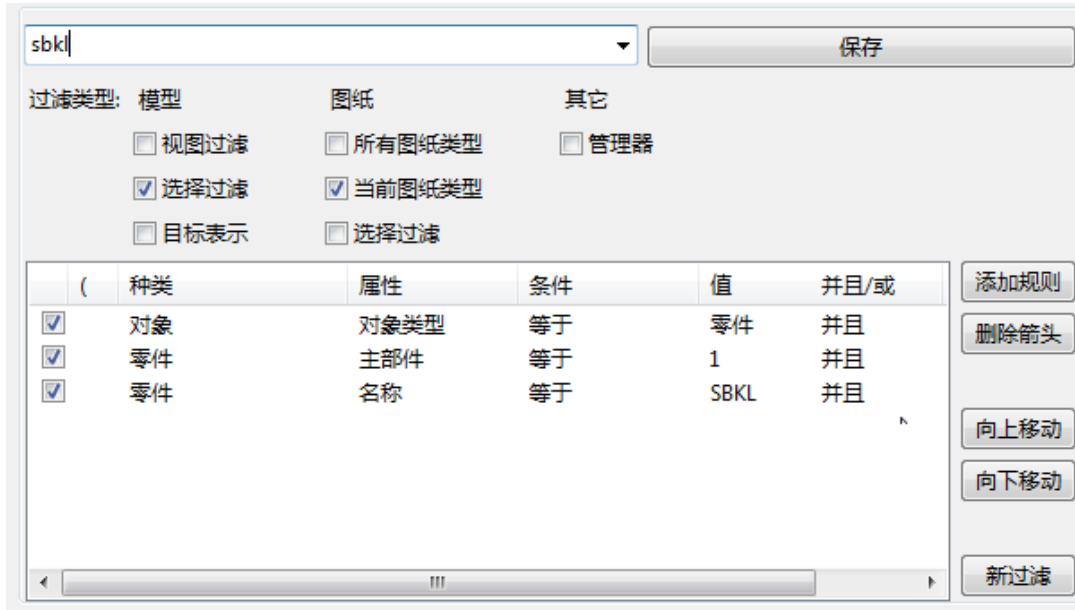 sbkl 保存
过滤类型: 模型 图纸 其它
视图过滤 所有图纸类型 管理器
选择过滤 当前图纸类型
目标表示 选择过滤
( 种类 属性 条件 值 并且/或 添加规则
对象 对象类型 等于 零件 并且 删除箭头
零件 主部件 等于 1 并且
零件 名称 等于 SBKL 并且
向上移动
向下移动
新过滤